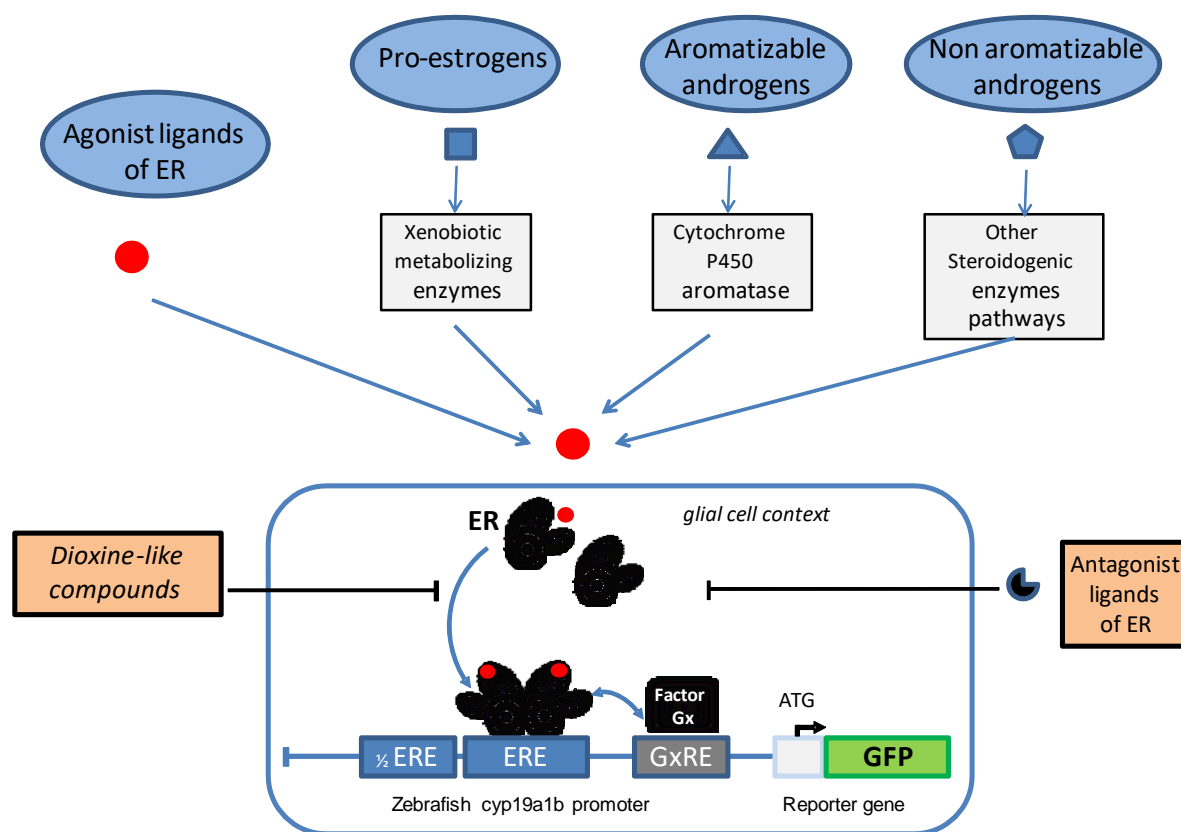 Pro-estrogens
Aromatizable
androgens
Non aromatizable
androgens
Agonist ligands
of ER
Xenobiotic
metabolizing
enzymes
Cytochrome
P450
aromatase
Other
Steroidogenic
enzymes
pathways
ER
glial cell context
Dioxine-like
compounds
Antagonist
ligands
of ER
Factor
Gx
ATG
½ ERE
ERE
GxRE
GFP
Zebrafish cyp19a1b promoter
Reporter gene